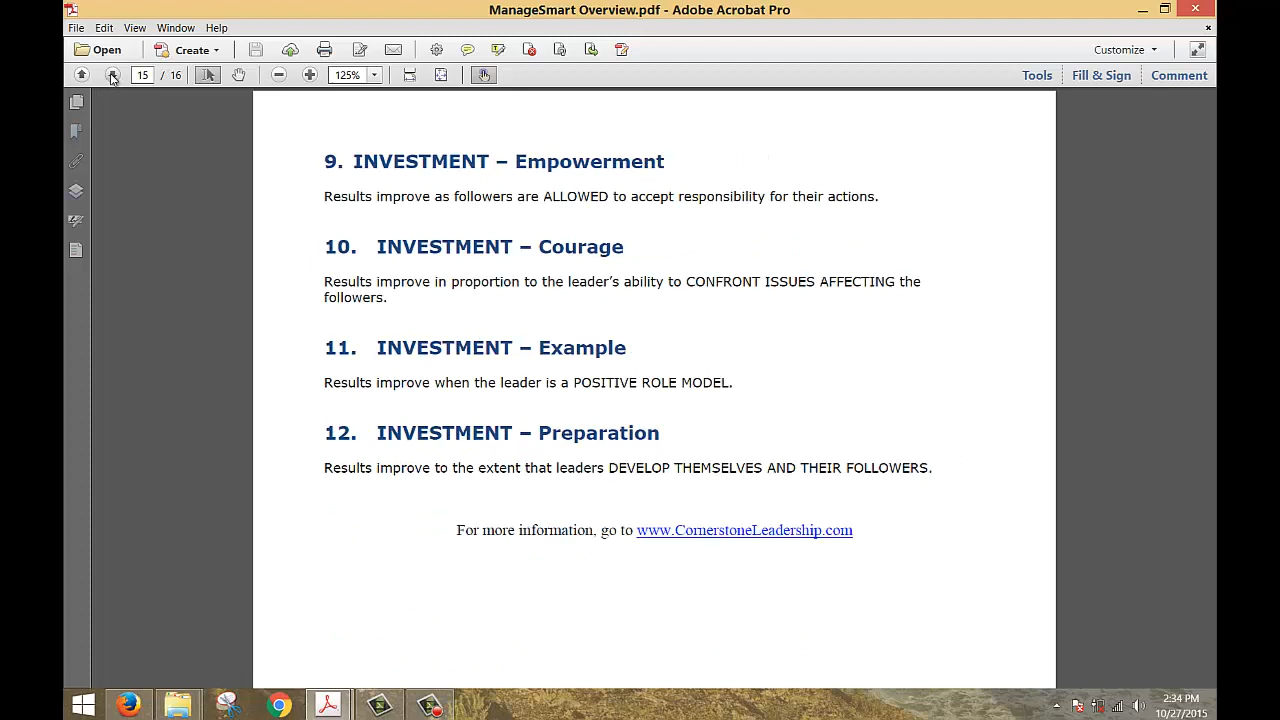 ManageSmart Overview.pdf - Adobe Acrobat Pro
File Edit View Window Help
Open Create Customize
15 / 16 125% Tools Fill & Sign Comment
9. INVESTMENT – Empowerment
Results improve as followers are ALLOWED to accept responsibility for their actions.
10. INVESTMENT – Courage
Results improve in proportion to the leader’s ability to CONFRONT ISSUES AFFECTING the
followers.
11. INVESTMENT – Example
Results improve when the leader is a POSITIVE ROLE MODEL.
12. INVESTMENT – Preparation
Results improve to the extent that leaders DEVELOP THEMSELVES AND THEIR FOLLOWERS.
For more information, go to www.CornerstoneLeadership.com
2:34 PM
10/27/2015